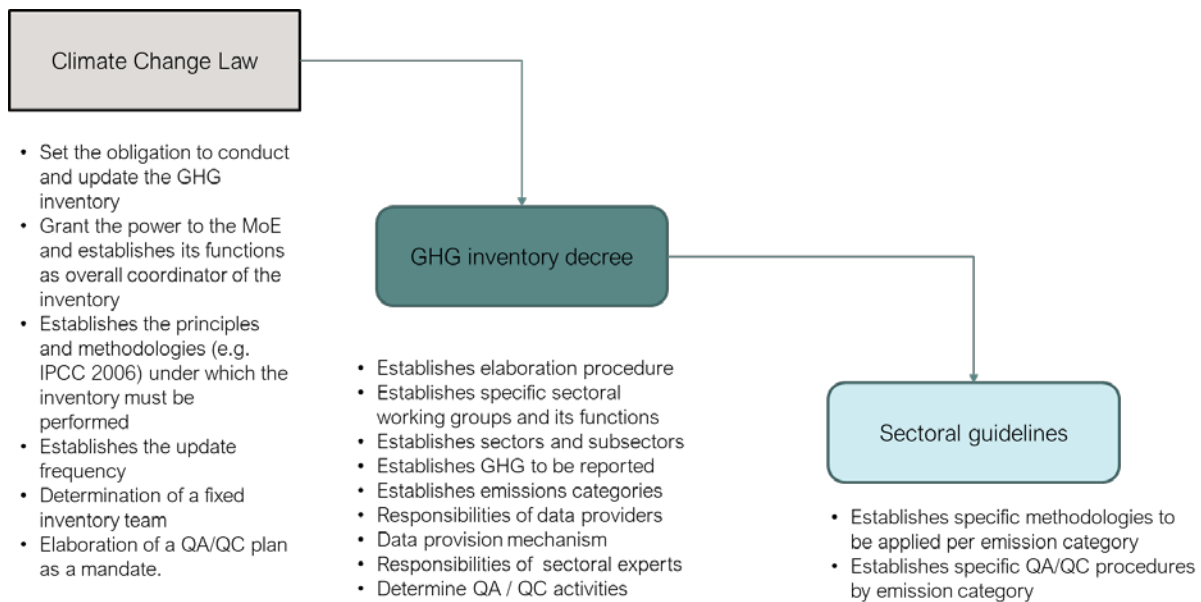 Climate Change Law
• Set the obligation to conduct
and update the GHG
inventory
• Grant the power to the MoE
and establishes its functions
as overall coordinator of the
inventory
• Establishes the principles
and methodologies (e.g.
IPCC 2006) under which the
inventory must be
performed
• Establishes the update
frequency
• Determination of a fixed
inventory team
• Elaboration of a QA/QC plan
as a mandate.
GHG inventory decree
• Establishes elaboration procedure
• Establishes specific sectoral
working groups and its functions
• Establishes sectors and subsectors
• Establishes GHG to be reported
• Establishes emissions categories
• Responsibilities of data providers
• Data provision mechanism
• Responsibilities of sectoral experts
• Determine QA / QC activities
Sectoral guidelines
• Establishes specific methodologies to
be applied per emission category
• Establishes specific QA/QC procedures
by emission category